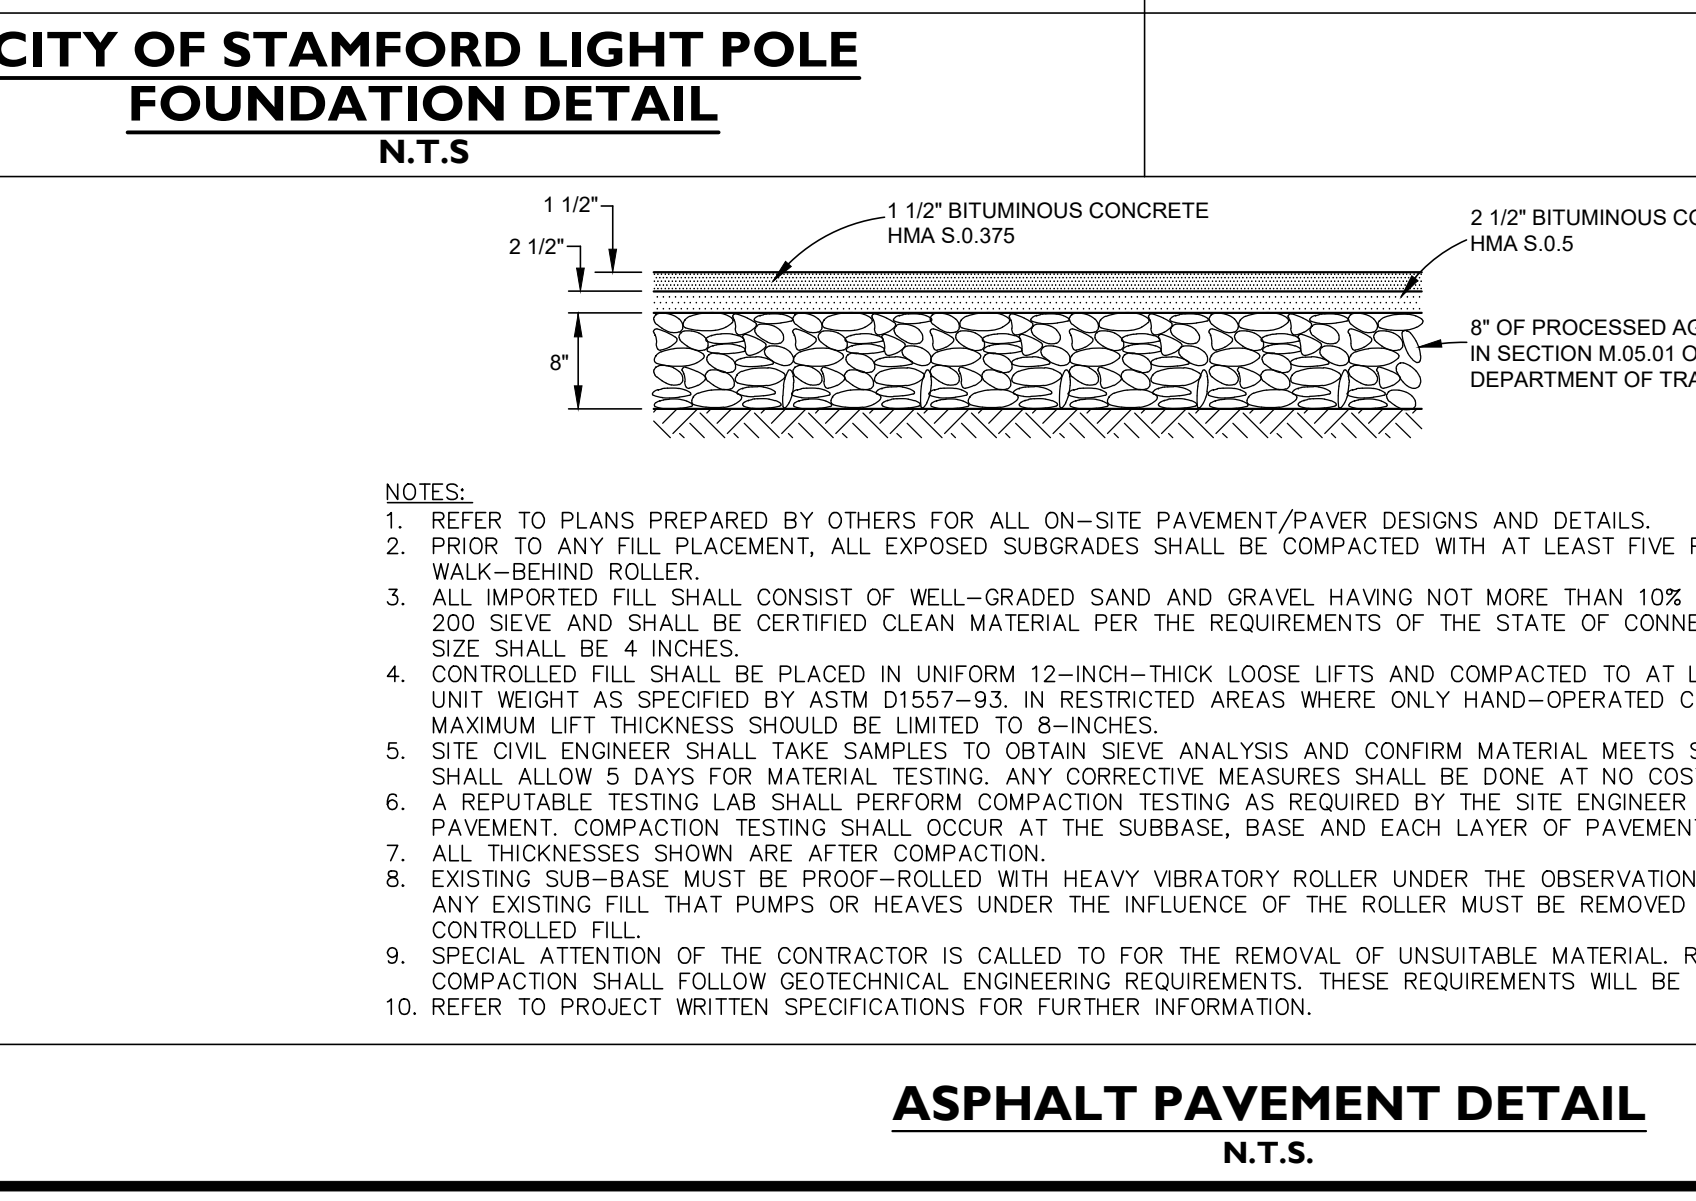 CITY OF STAMFORD LIGHT POLE
FOUNDATION DETAIL
N.T.S
1 1/2"
2 1/2"
8"
1 1/2" BITUMINOUS CONCRETE
HMA S.0.375
2 1/2" BITUMINOUS
HMA S.0.5
8" OF PROCESSED
IN SECTION M.05.01
DEPARTMENT OF
NOTES:
1. REFER TO PLANS PREPARED BY OTHERS FOR ALL ON-SITE PAVEMENT/PAVER DESIGNS AND DETAILS.
2. PRIOR TO ANY FILL PLACEMENT, ALL EXPOSED SUBGRADES SHALL BE COMPACTED WITH AT LEAST FIVE
WALK-BEHIND ROLLER.
3. ALL IMPORTED FILL SHALL CONSIST OF WELL-GRADED SAND AND GRAVEL HAVING NOT MORE THAN 10%
200 SIEVE AND SHALL BE CERTIFIED CLEAN MATERIAL PER THE REQUIREMENTS OF THE STATE OF
SIZE SHALL BE 4 INCHES.
4. CONTROLLED FILL SHALL BE PLACED IN UNIFORM 12-INCH-THICK LOOSE LIFTS AND COMPACTED TO AT
UNIT WEIGHT AS SPECIFIED BY ASTM D1557-93. IN RESTRICTED AREAS WHERE ONLY HAND-OPERATED
MAXIMUM LIFT THICKNESS SHOULD BE LIMITED TO 8-INCHES.
5. SITE CIVIL ENGINEER SHALL TAKE SAMPLES TO OBTAIN SIEVE ANALYSIS AND CONFIRM MATERIAL MEETS
SHALL ALLOW 5 DAYS FOR MATERIAL TESTING. ANY CORRECTIVE MEASURES SHALL BE DONE AT NO
6. A REPUTABLE TESTING LAB SHALL PERFORM COMPACTION TESTING AS REQUIRED BY THE SITE ENGINEER
PAVEMENT. COMPACTION TESTING SHALL OCCUR AT THE SUBBASE, BASE AND EACH LAYER OF PAVEMENT
7. ALL THICKNESSES SHOWN ARE AFTER COMPACTION.
8. EXISTING SUB-BASE MUST BE PROOF-ROLLED WITH HEAVY VIBRATORY ROLLER UNDER THE OBSERVATION
ANY EXISTING FILL THAT PUMPS OR HEAVES UNDER THE INFLUENCE OF THE ROLLER MUST BE REMOVED
CONTROLLED FILL.
9. SPECIAL ATTENTION OF THE CONTRACTOR IS CALLED TO FOR THE REMOVAL OF UNSUITABLE MATERIAL.
COMPACTION SHALL FOLLOW GEOTECHNICAL ENGINEERING REQUIREMENTS. THESE REQUIREMENTS WILL BE
10. REFER TO PROJECT WRITTEN SPECIFICATIONS FOR FURTHER INFORMATION.
ASPHALT PAVEMENT DETAIL
N.T.S.